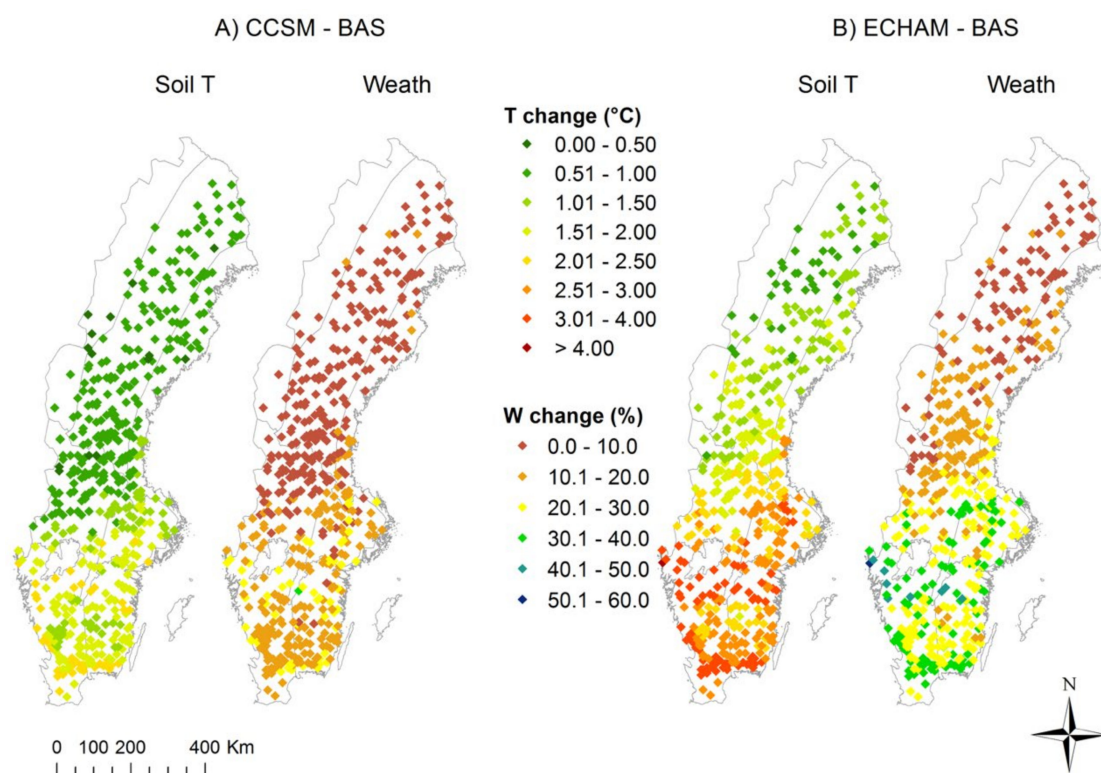 A) CCSM - BAS
B) ECHAM - BAS
Soil T
Weath
Soil T
Weath
T change (°C)
0.00 - 0.50
0.51 - 1.00
1.01 - 1.50
1.51 - 2.00
2.01 - 2.50
2.51 - 3.00
3.01 - 4.00
> 4.00
W change (%)
0.0 - 10.0
10.1 - 20.0
20.1 - 30.0
30.1 - 40.0
40.1 - 50.0
50.1 - 60.0
N
0 100 200 400 Km